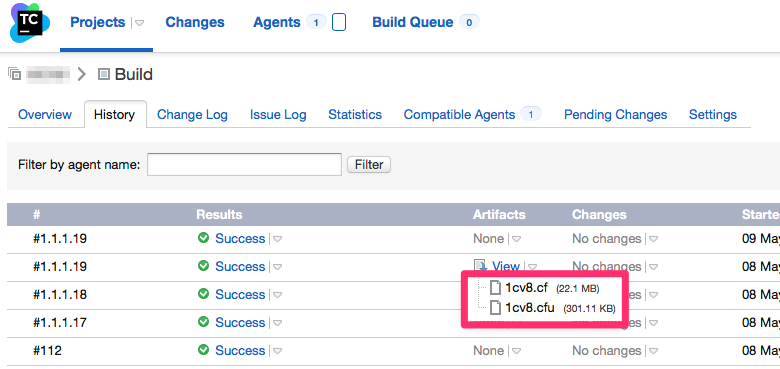 TC
Projects Changes Agents 1 Build Queue 0
Build
Overview History Change Log Issue Log Statistics Compatible Agents 1 Pending Changes Settings
Filter by agent name: Filter
# Results Artifacts Changes Starte
#1.1.1.19 Success None No changes 09 May
#1.1.1.19 Success View No changes 08 May
#1.1.1.18 Success 1cv8.cf (22.1 MB) No changes 08 May
#1.1.1.17 Success 1cv8.cfu (301.11 KB) No changes 08 May
#112 Success None No changes 08 May